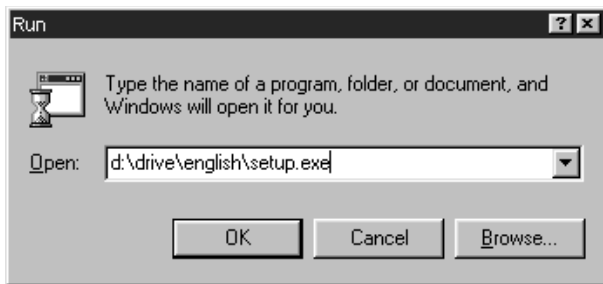 Run
Type the name of a program, folder, or document, and
Windows will open it for you.
Open: d:\drive\english\setup.exe
OK Cancel Browse...